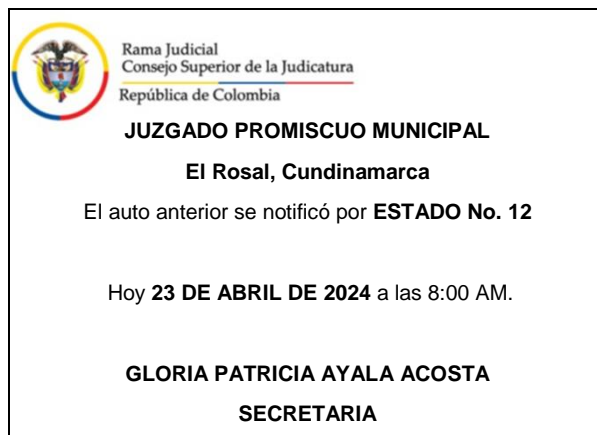 Rama Judicial
Consejo Superior de la Judicatura
República de Colombia
JUZGADO PROMISCUO MUNICIPAL
El Rosal, Cundinamarca
El auto anterior se notificó por ESTADO No. 12
Hoy 23 DE ABRIL DE 2024 a las 8:00 AM.
GLORIA PATRICIA AYALA ACOSTA
SECRETARIA